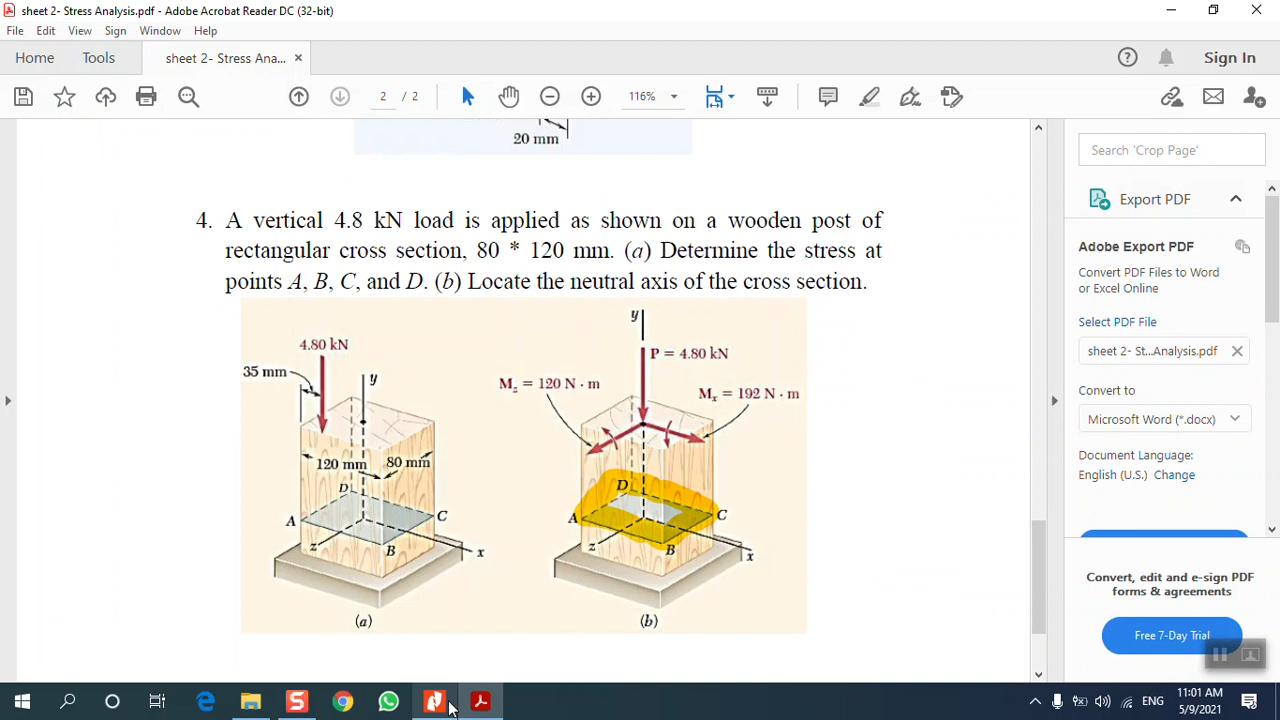 sheet 2- Stress Analysis.pdf - Adobe Acrobat Reader DC (32-bit)
File Edit View Sign Window Help
Home Tools sheet 2- Stress Ana... × Sign In
2 / 2 116%
20 mm
Search 'Crop Page'
Export PDF
Adobe Export PDF
Convert PDF Files to Word
or Excel Online
Select PDF File
sheet 2- St...Analysis.pdf
Convert to
Microsoft Word (*.docx)
Document Language:
English (U.S.) Change
Convert, edit and e-sign PDF
forms & agreements
Free 7-Day Trial
4. A vertical 4.8 kN load is applied as shown on a wooden post of
rectangular cross section, 80 * 120 mm. (a) Determine the stress at
points A, B, C, and D. (b) Locate the neutral axis of the cross section.
4.80 kN
35 mm
y
120 mm 80 mm
D
A
C
B
z
x
(a)
y
P = 4.80 kN
Mz = 120 N · m
Mx = 192 N · m
D
A
C
B
z
x
(b)
ENG
11:01 AM
5/9/2021